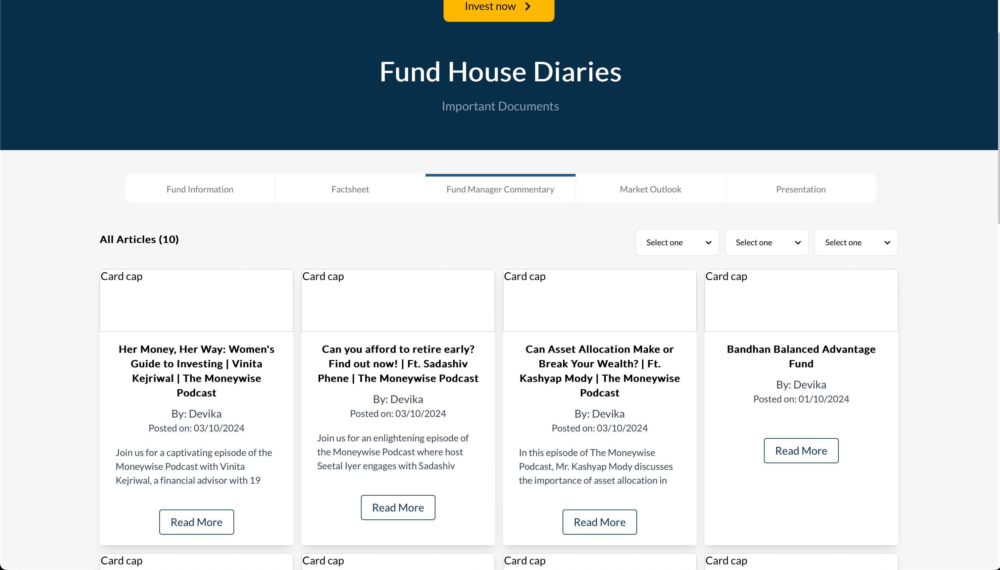 Invest now
Fund House Diaries
Important Documents
Fund Information
Factsheet
Fund Manager Commentary
Market Outlook
Presentation
All Articles (10)
Select one
Select one
Select one
Card cap
Her Money, Her Way: Women's
Guide to Investing | Vinita
Kejriwal | The Moneywise
Podcast
By: Devika
Posted on: 03/10/2024
Join us for a captivating episode of the
Moneywise Podcast with Vinita
Kejriwal, a financial advisor with 19
Read More
Card cap
Can you afford to retire early?
Find out now! | Ft. Sadashiv
Phene | The Moneywise Podcast
By: Devika
Posted on: 03/10/2024
Join us for an enlightening episode of
the Moneywise Podcast where host
Seetal Iyer engages with Sadashiv
Read More
Card cap
Can Asset Allocation Make or
Break Your Wealth? | Ft.
Kashyap Mody | The Moneywise
Podcast
By: Devika
Posted on: 03/10/2024
In this episode of The Moneywise
Podcast, Mr. Kashyap Mody discusses
the importance of asset allocation in
Read More
Card cap
Bandhan Balanced Advantage
Fund
By: Devika
Posted on: 01/10/2024
Read More
Card cap
Card cap
Card cap
Card cap